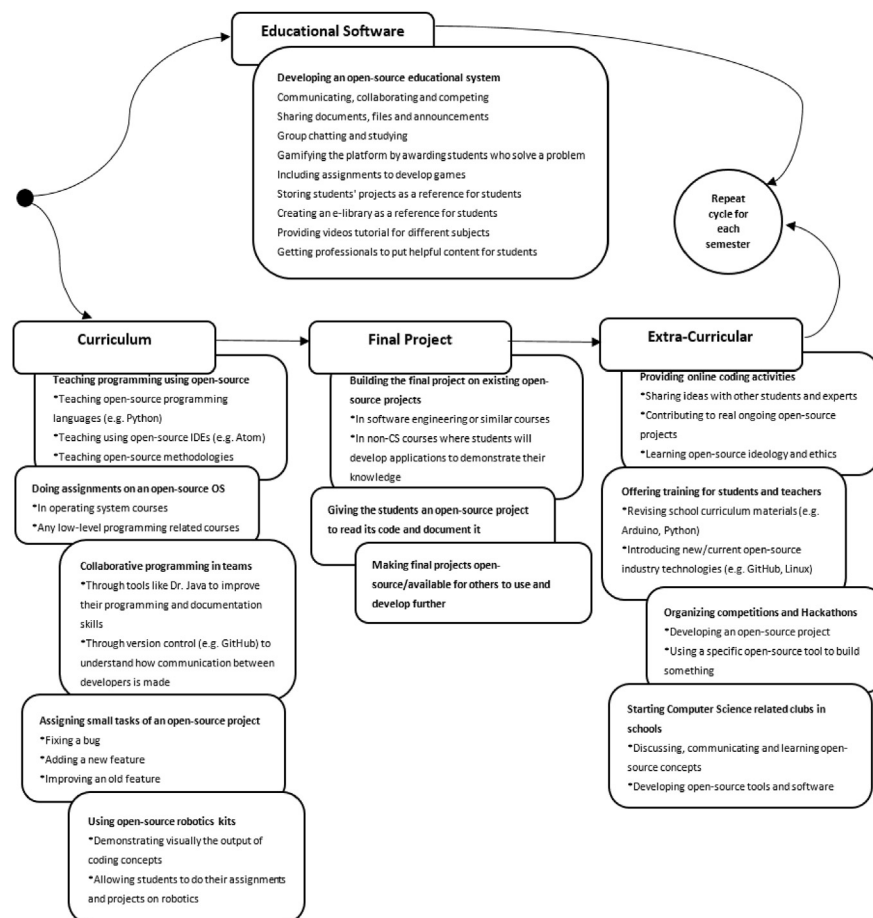 Educational Software
Developing an open-source educational system
Communicating, collaborating and competing
Sharing documents, files and announcements
Group chatting and studying
Gamifying the platform by awarding students who solve a problem
Including assignments to develop games
Storing students' projects as a reference for students
Creating an e-library as a reference for students
Providing videos tutorial for different subjects
Getting professionals to put helpful content for students
Repeat
cycle for
each
semester
Curriculum
Teaching programming using open-source
*Teaching open-source programming
languages (e.g. Python)
*Teaching using open-source IDEs (e.g. Atom)
*Teaching open-source methodologies
Doing assignments on an open-source OS
*In operating system courses
*Any low-level programming related courses
Collaborative programming in teams
*Through tools like Dr. Java to improve
their programming and documentation
skills
*Through version control (e.g. GitHub) to
understand how communication between
developers is made
Assigning small tasks of an open-source project
*Fixing a bug
*Adding a new feature
*Improving an old feature
Using open-source robotics kits
*Demonstrating visually the output of
coding concepts
*Allowing students to do their assignments
and projects on robotics
Final Project
Building the final project on existing open-
source projects
*In software engineering or similar courses
*In non-CS courses where students will
develop applications to demonstrate their
knowledge
Giving the students an open-source project
to read its code and document it
Making final projects open-
source/available for others to use and
develop further
Extra-Curricular
Providing online coding activities
*Sharing ideas with other students and experts
*Contributing to real ongoing open-source
projects
*Learning open-source ideology and ethics
Offering training for students and teachers
*Revising school curriculum materials (e.g.
Arduino, Python)
*Introducing new/current open-source
industry technologies (e.g. GitHub, Linux)
Organizing competitions and Hackathons
*Developing an open-source project
*Using a specific open-source tool to build
something
Starting Computer Science related clubs in
schools
*Discussing, communicating and learning open-
source concepts
*Developing open-source tools and software